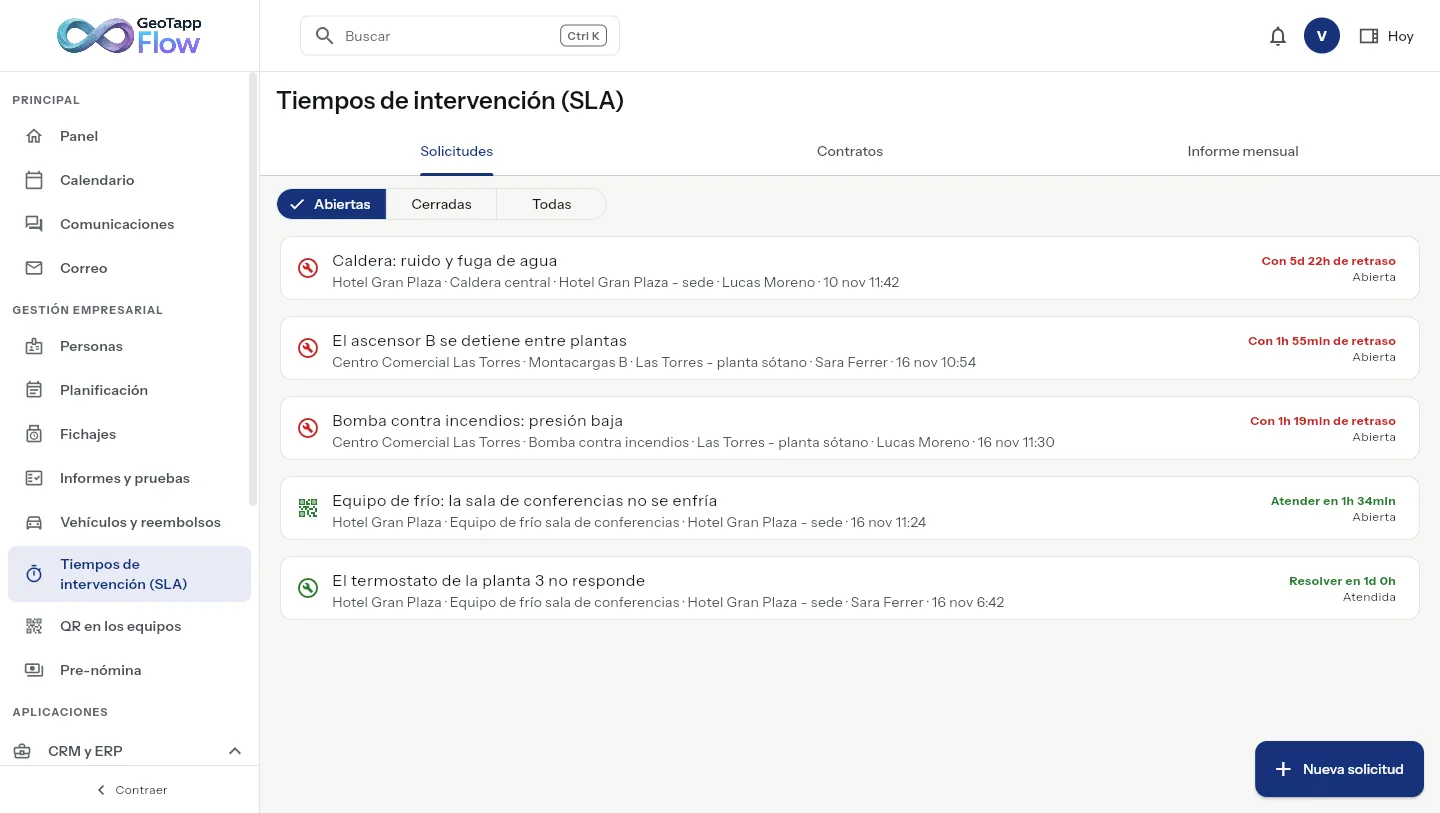 GeoTapp
Flow
Buscar
Ctrl K
V
Hoy
PRINCIPAL
Panel
Calendario
Comunicaciones
Correo
GESTIÓN EMPRESARIAL
Personas
Planificación
Fichajes
Informes y pruebas
Vehículos y reembolsos
Tiempos de
intervención (SLA)
QR en los equipos
Pre-nómina
APLICACIONES
CRM y ERP
Contraer
Tiempos de intervención (SLA)
Solicitudes
Contratos
Informe mensual
Abiertas
Cerradas
Todas
Caldera: ruido y fuga de agua
Hotel Gran Plaza · Caldera central · Hotel Gran Plaza - sede · Lucas Moreno · 10 nov 11:42
Con 5d 22h de retraso
Abierta
El ascensor B se detiene entre plantas
Centro Comercial Las Torres · Montacargas B · Las Torres - planta sótano · Sara Ferrer · 16 nov 10:54
Con 1h 55min de retraso
Abierta
Bomba contra incendios: presión baja
Centro Comercial Las Torres · Bomba contra incendios · Las Torres - planta sótano · Lucas Moreno · 16 nov 11:30
Con 1h 19min de retraso
Abierta
Equipo de frío: la sala de conferencias no se enfría
Hotel Gran Plaza · Equipo de frío sala de conferencias · Hotel Gran Plaza - sede · 16 nov 11:24
Atender en 1h 34min
Abierta
El termostato de la planta 3 no responde
Hotel Gran Plaza · Equipo de frío sala de conferencias · Hotel Gran Plaza - sede · Sara Ferrer · 16 nov 6:42
Resolver en 1d 0h
Atendida
Nueva solicitud